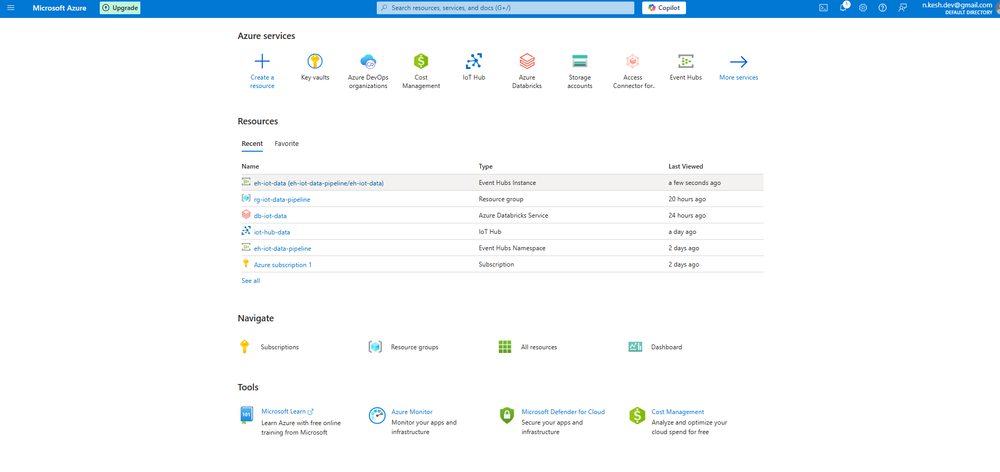 Microsoft Azure
Upgrade
Search resources, services, and docs (G+/)
Copilot
1
n.kesh.dev@gmail.com
DEFAULT DIRECTORY
Azure services
Create a
resource
Key vaults
Azure DevOps
organizations
Cost
Management
IoT Hub
Azure
Databricks
Storage
accounts
Access
Connector for...
Event Hubs
More services
Resources
Recent
Favorite
Name
Type
Last Viewed
eh-iot-data (eh-iot-data-pipeline/eh-iot-data)
Event Hubs Instance
a few seconds ago
rg-iot-data-pipeline
Resource group
20 hours ago
db-iot-data
Azure Databricks Service
24 hours ago
iot-hub-data
IoT Hub
a day ago
eh-iot-data-pipeline
Event Hubs Namespace
2 days ago
Azure subscription 1
Subscription
2 days ago
See all
Navigate
Subscriptions
Resource groups
All resources
Dashboard
Tools
101
Microsoft Learn
Learn Azure with free online
training from Microsoft
Azure Monitor
Monitor your apps and
infrastructure
Microsoft Defender for Cloud
Secure your apps and
infrastructure
Cost Management
Analyze and optimize your
cloud spend for free